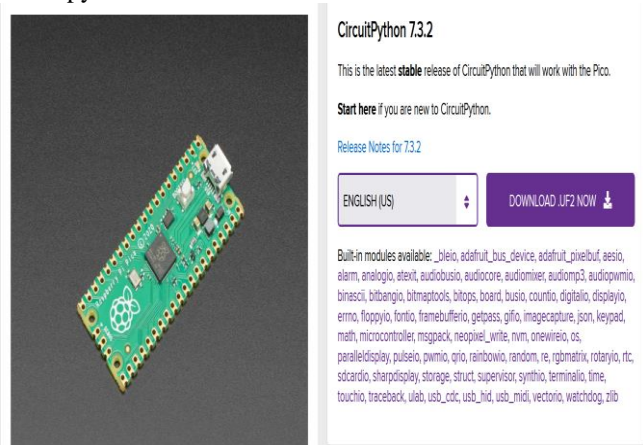 CircuitPython 7.3.2
This is the latest stable release of CircuitPython that will work with the Pico.
Start here if you are new to CircuitPython.
Release Notes for 7.3.2
ENGLISH (US)
DOWNLOAD .UF2 NOW
Built-in modules available: _bleio, adafruit_bus_device, adafruit_pixelbuf, aesio,
alarm, analogio, atexit, audiobusio, audiocore, audiomixer, audiomp3, audiopwmio,
binascii, bitbangio, bitmaptools, bitops, board, busio, countio, digitalio, displayio,
errno, floppyio, fontio, framebufferio, getpass, gifio, imagecapture, json, keypad,
math, microcontroller, msgpack, neopixel_write, nvm, onewireio, os,
paralleldisplay, pulseio, pwmio, qrio, rainbowio, random, re, rgbmatrix, rotaryio, rtc,
sdcardio, sharpdisplay, storage, struct, supervisor, synthio, terminalio, time,
touchio, traceback, ulab, usb_cdc, usb_hid, usb_midi, vectorio, watchdog, zlib